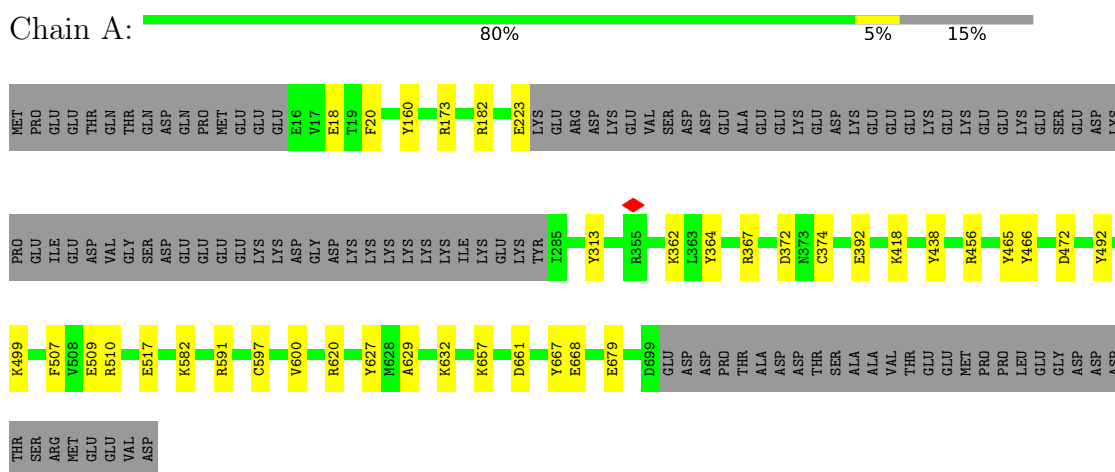 Chain A:
80% 5% 15%
MET PRO GLU GLU THR GLN THR GLN ASP GLN PRO MET GLU GLU GLU E16 V17 E18 T19 F20 Y160 R173 R182 E223 LYS GLU ARG ASP LYS GLU VAL SER ASP ASP GLU ALA GLU GLU LYS GLU ASP LYS GLU GLU GLU LYS GLU LYS GLU GLU LYS GLU SER GLU ASP LYS
PRO GLU ILE GLU ASP VAL GLY SER ASP GLU GLU GLU GLU LYS LYS ASP GLY ASP LYS LYS LYS LYS LYS LYS ILE LYS GLU LYS TYR I285 Y313 R355 K362 L363 Y364 R367 D372 N373 C374 E392 K418 Y438 R456 Y465 Y466 D472 Y492
K499 F507 V508 E509 R510 E517 K582 R591 C597 V600 R620 Y627 M628 A629 K632 K657 D661 Y667 E668 E679 D699 GLU ASP ASP PRO THR ALA ASP ASP THR SER ALA ALA VAL THR GLU GLU MET PRO PRO LEU GLU GLY ASP ASP ASP
THR SER ARG MET GLU GLU VAL ASP